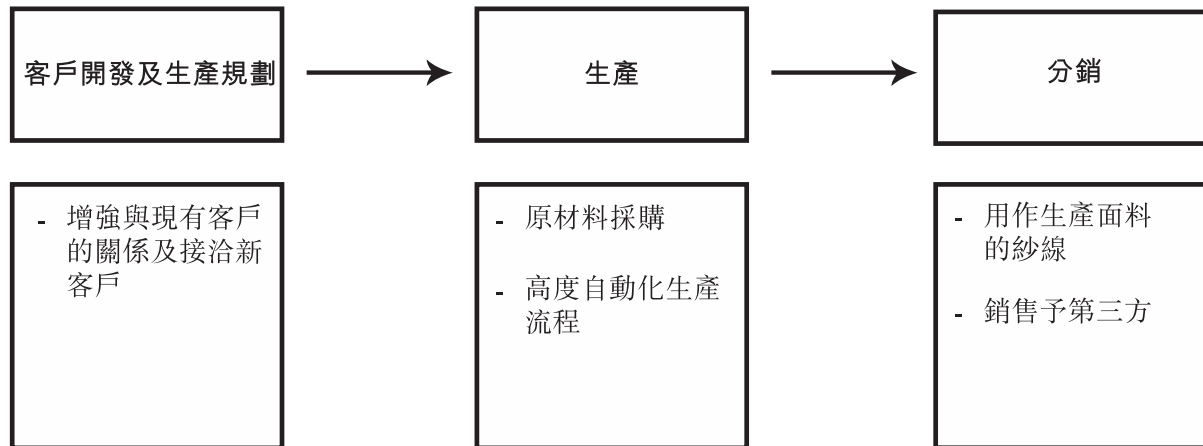 客戶開發及生產規劃
生產
分銷
- 增強與現有客戶
的關係及接洽新
客戶
- 原材料採購
- 高度自動化生產
流程
- 用作生產面料
的紗線
- 銷售予第三方